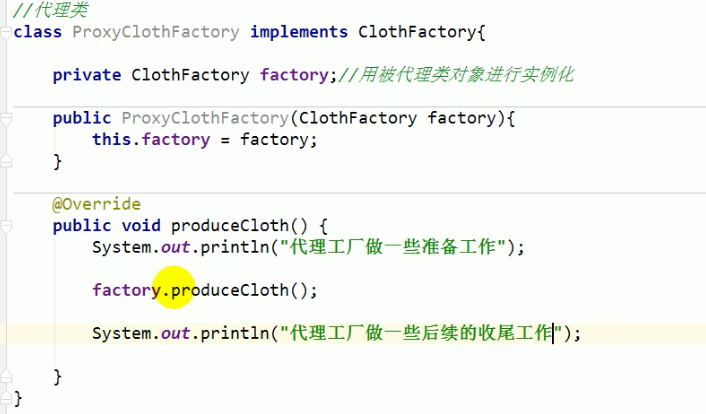 //代理类
class ProxyClothFactory implements ClothFactory{
private ClothFactory factory;//用被代理类对象进行实例化
public ProxyClothFactory(ClothFactory factory){
this.factory = factory;
}
@Override
public void produceCloth() {
System.out.println("代理工厂做一些准备工作");
factory.produceCloth();
System.out.println("代理工厂做一些后续的收尾工作");
}
}